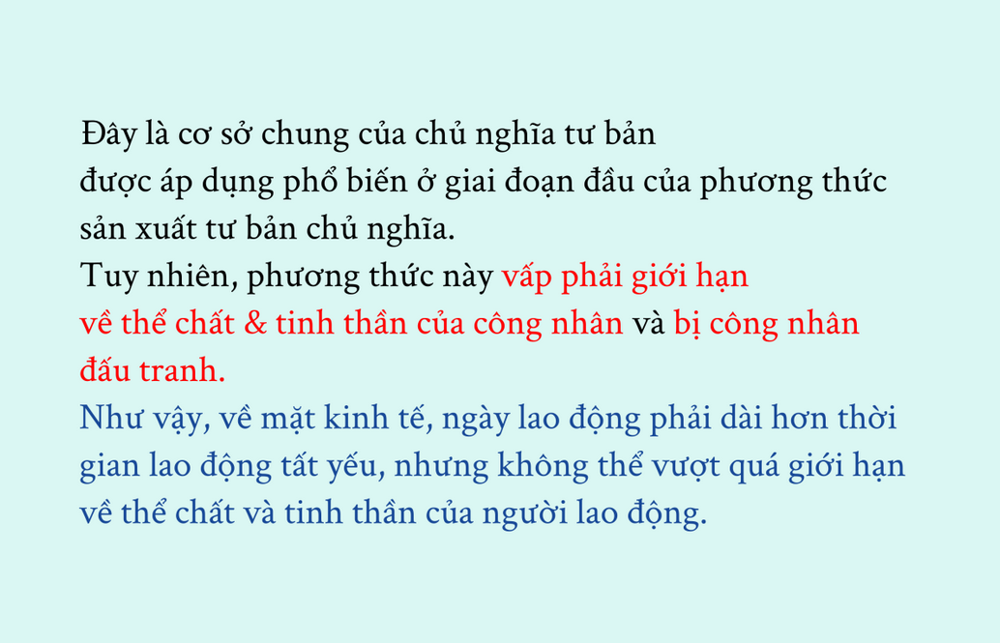 Đây là cơ sở chung của chủ nghĩa tư bản
được áp dụng phổ biến ở giai đoạn đầu của phương thức
sản xuất tư bản chủ nghĩa.
Tuy nhiên, phương thức này vấp phải giới hạn
về thể chất & tinh thần của công nhân và bị công nhân
đấu tranh.
Như vậy, về mặt kinh tế, ngày lao động phải dài hơn thời
gian lao động tất yếu, nhưng không thể vượt quá giới hạn
về thể chất và tinh thần của người lao động.